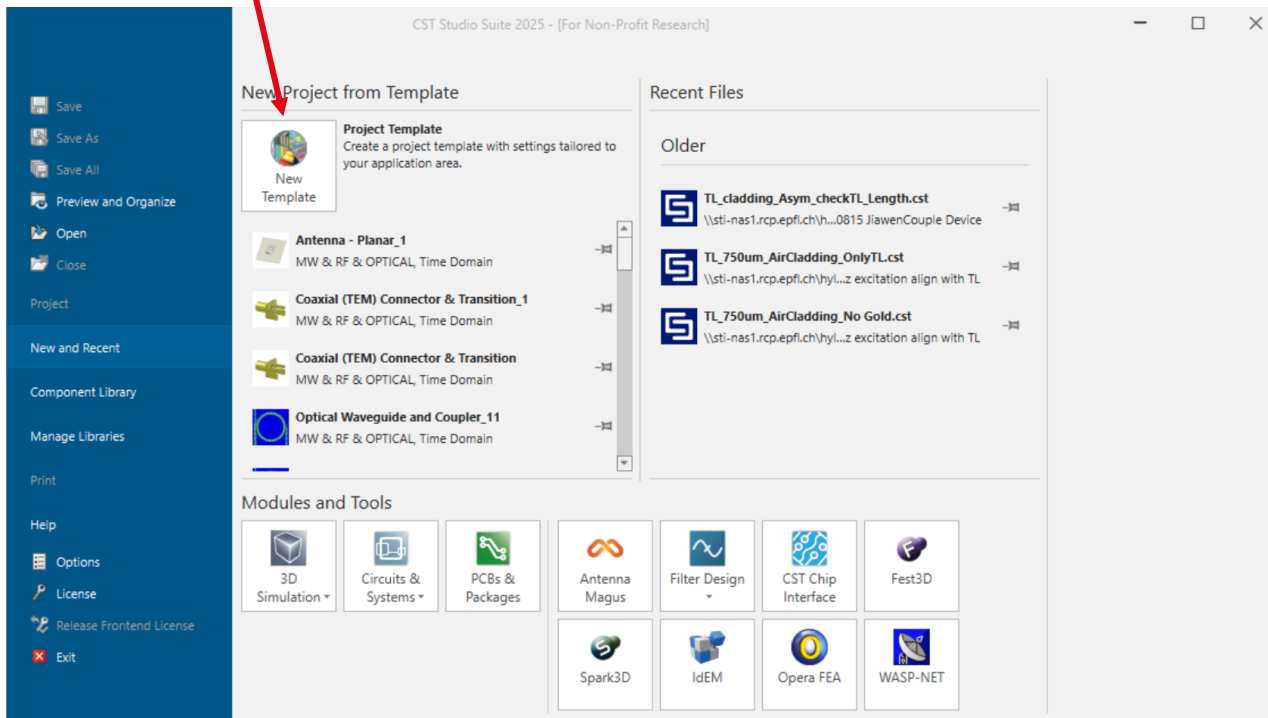 CST Studio Suite 2025 - [For Non-Profit Research]
Save
Save As
Save All
Preview and Organize
Open
Close
Project
New and Recent
Component Library
Manage Libraries
Print
Help
Options
License
Release Frontend License
Exit
New Project from Template
New
Template
Project Template
Create a project template with settings tailored to
your application area.
Antenna - Planar_1
MW & RF & OPTICAL, Time Domain
Coaxial (TEM) Connector & Transition_1
MW & RF & OPTICAL, Time Domain
Coaxial (TEM) Connector & Transition
MW & RF & OPTICAL, Time Domain
Optical Waveguide and Coupler_11
MW & RF & OPTICAL, Time Domain
Recent Files
Older
TL_cladding_Asym_checkTL_Length.cst
\\sti-nas1.rcp.epfl.ch\h...0815 JiawenCouple Device
TL_750um_AirCladding_OnlyTL.cst
\\sti-nas1.rcp.epfl.ch\hyl...z excitation align with TL
TL_750um_AirCladding_No Gold.cst
\\sti-nas1.rcp.epfl.ch\hyl...z excitation align with TL
Modules and Tools
3D
Simulation
Circuits &
Systems
PCBs &
Packages
Antenna
Magus
Filter Design
CST Chip
Interface
Fest3D
Spark3D
IdEM
Opera FEA
WASP-NET